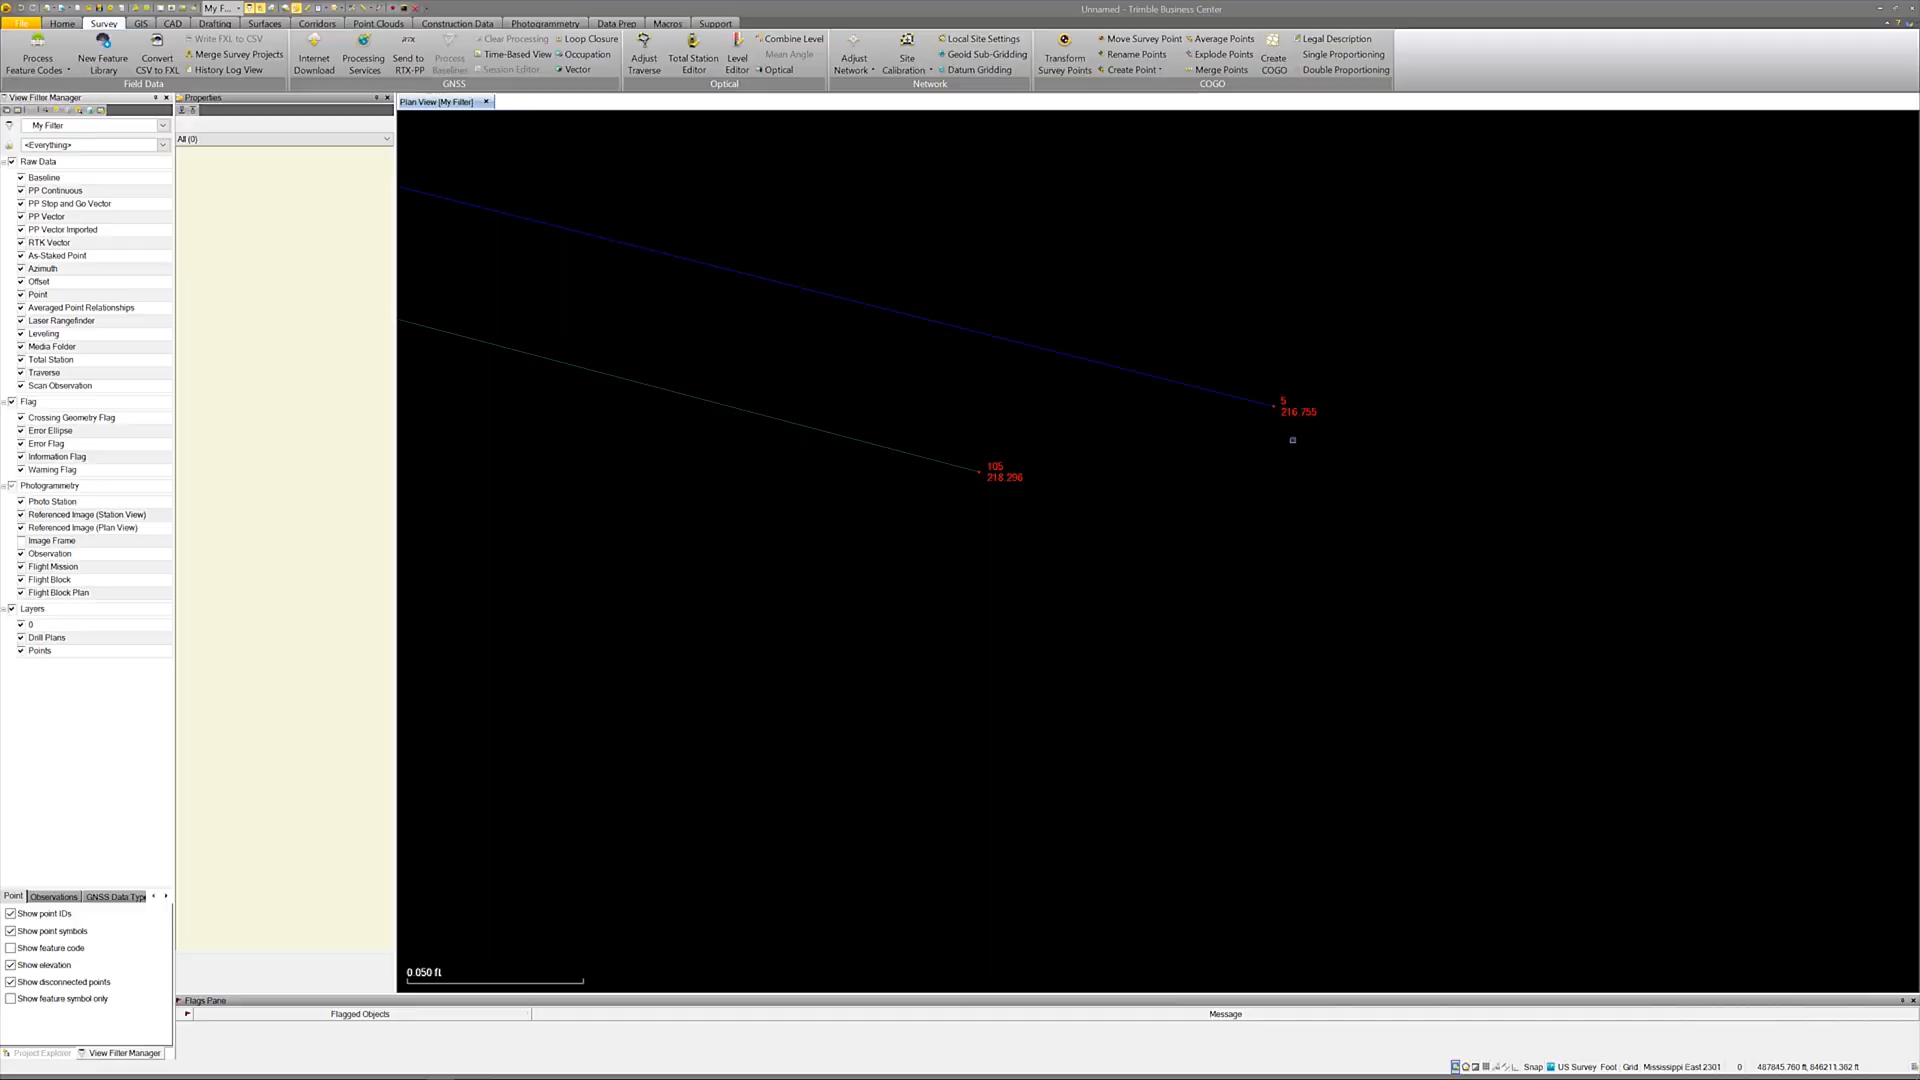 My F...
Unnamed - Trimble Business Center
File Home Survey GIS CAD Drafting Surfaces Corridors Point Clouds Construction Data Photogrammetry Data Prep Macros Support
Process Feature Codes
New Feature Library
Convert CSV to FXL
Write FXL to CSV
Merge Survey Projects
History Log View
Field Data
Internet Download
Processing Services
Send to RTX-PP
Process Baselines
Clear Processing
Time-Based View
Session Editor
Loop Closure
Occupation
Vector
GNSS
Adjust Traverse
Total Station Editor
Level Editor
Combine Level
Mean Angle
Optical
Optical
Adjust Network
Site Calibration
Local Site Settings
Geoid Sub-Gridding
Datum Gridding
Network
Transform Survey Points
Move Survey Point
Rename Points
Create Point
Average Points
Explode Points
Merge Points
Create COGO
Legal Description
Single Proportioning
Double Proportioning
COGO
View Filter Manager
My Filter
<Everything>
Raw Data
Baseline
PP Continuous
PP Stop and Go Vector
PP Vector
PP Vector Imported
RTK Vector
As-Staked Point
Azimuth
Offset
Point
Averaged Point Relationships
Laser Rangefinder
Leveling
Media Folder
Total Station
Traverse
Scan Observation
Flag
Crossing Geometry Flag
Error Ellipse
Error Flag
Information Flag
Warning Flag
Photogrammetry
Photo Station
Referenced Image (Station View)
Referenced Image (Plan View)
Image Frame
Observation
Flight Mission
Flight Block
Flight Block Plan
Layers
0
Drill Plans
Points
Point Observations GNSS Data Type
Show point IDs
Show point symbols
Show feature code
Show elevation
Show disconnected points
Show feature symbol only
Project Explorer View Filter Manager
Properties
All (0)
Plan View [My Filter]
5
216.755
105
218.296
0 050 ft
Flags Pane
Flagged Objects Message
Snap US Survey Foot Grid Mississippi East 2301 0 487845.760 ft, 846211.362 ft